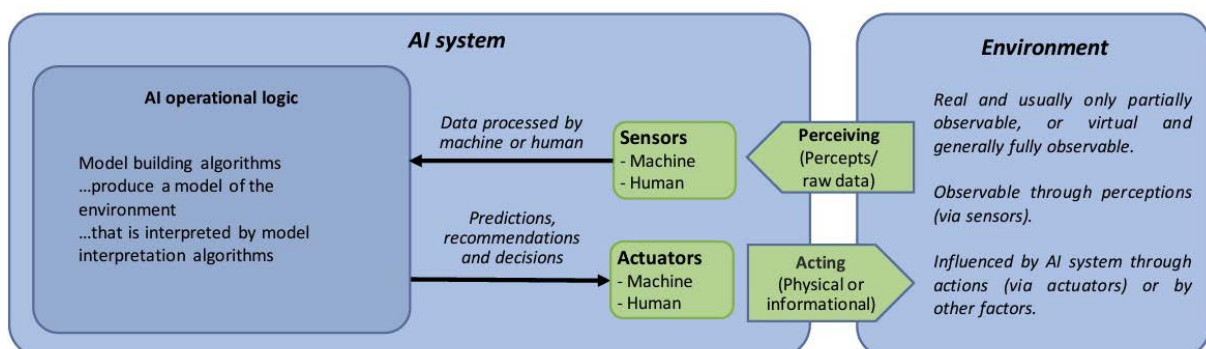 AI system
AI operational logic
Model building algorithms
…produce a model of the
environment
…that is interpreted by model
interpretation algorithms
Data processed by
machine or human
Predictions,
recommendations
and decisions
Sensors
- Machine
- Human
Actuators
- Machine
- Human
Perceiving
(Percepts/
raw data)
Acting
(Physical or
informational)
Environment
Real and usually only partially
observable, or virtual and
generally fully observable.
Observable through perceptions
(via sensors).
Influenced by AI system through
actions (via actuators) or by
other factors.